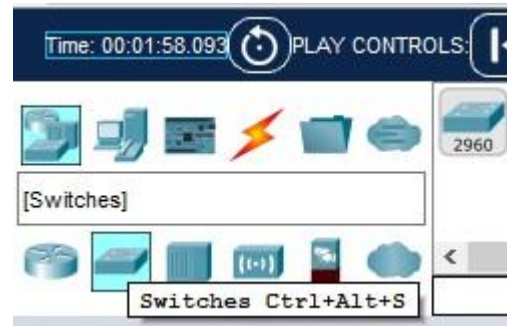 Time: 00:01:58.093 PLAY CONTROLS:
2960
[Switches]
Switches Ctrl+Alt+S